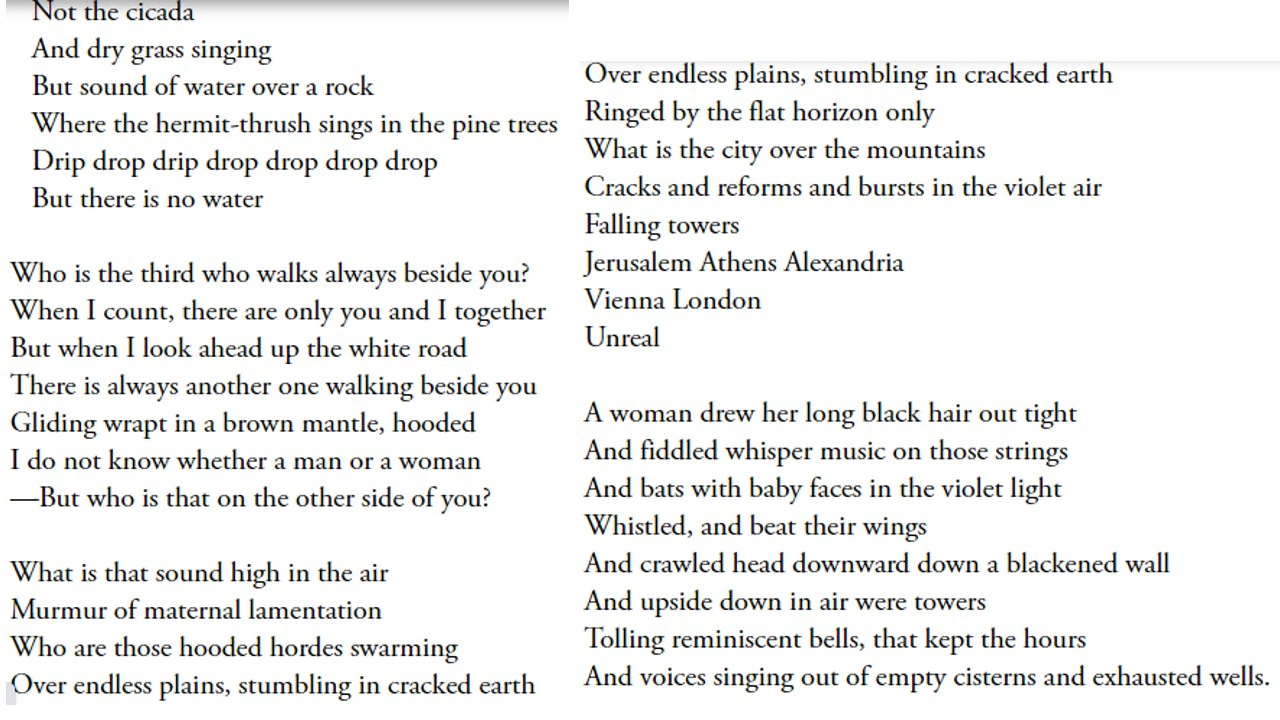 Not the cicada
And dry grass singing
But sound of water over a rock
Where the hermit-thrush sings in the pine trees
Drip drop drip drop drop drop drop
But there is no water
Who is the third who walks always beside you?
When I count, there are only you and I together
But when I look ahead up the white road
There is always another one walking beside you
Gliding wrapt in a brown mantle, hooded
I do not know whether a man or a woman
—But who is that on the other side of you?
What is that sound high in the air
Murmur of maternal lamentation
Who are those hooded hordes swarming
Over endless plains, stumbling in cracked earth
Over endless plains, stumbling in cracked earth
Ringed by the flat horizon only
What is the city over the mountains
Cracks and reforms and bursts in the violet air
Falling towers
Jerusalem Athens Alexandria
Vienna London
Unreal
A woman drew her long black hair out tight
And fiddled whisper music on those strings
And bats with baby faces in the violet light
Whistled, and beat their wings
And crawled head downward down a blackened wall
And upside down in air were towers
Tolling reminiscent bells, that kept the hours
And voices singing out of empty cisterns and exhausted wells.